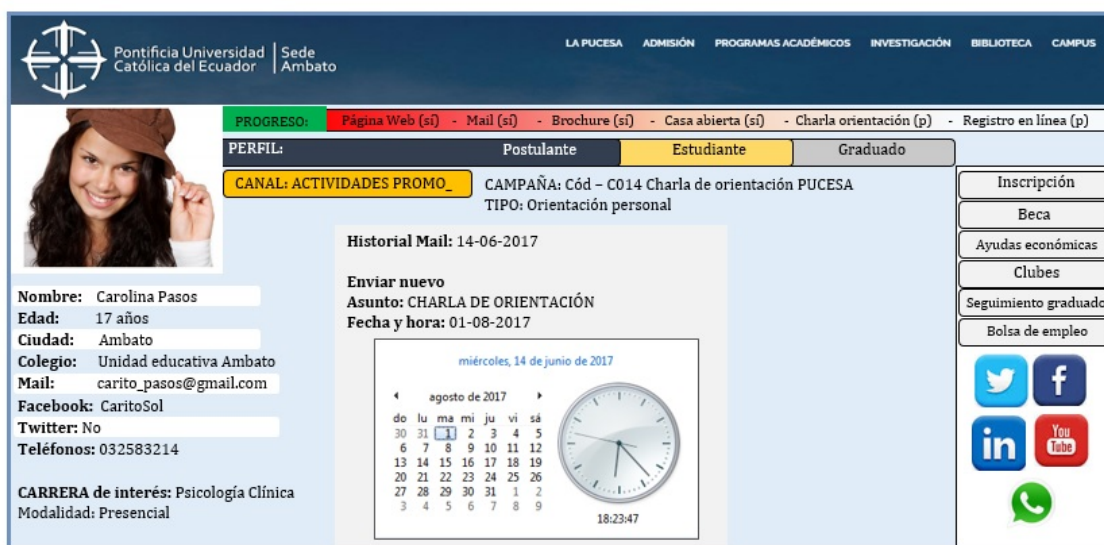 Pontificia Universidad Sede
Católica del Ecuador Ambato
LA PUCESA ADMISIÓN PROGRAMAS ACADÉMICOS INVESTIGACIÓN BIBLIOTECA CAMPUS
PROGRESO: Página Web (sí) - Mail (sí) - Brochure (sí) - Casa abierta (sí) - Charla orientación (p) - Registro en línea (p)
PERFIL: Postulante Estudiante Graduado
CANAL: ACTIVIDADES PROMO_
CAMPAÑA: Cód – C014 Charla de orientación PUCESA
TIPO: Orientación personal
Historial Mail: 14-06-2017
Enviar nuevo
Asunto: CHARLA DE ORIENTACIÓN
Fecha y hora: 01-08-2017
miércoles, 14 de junio de 2017
agosto de 2017
do lu ma mi ju vi sá
30 31 1 2 3 4 5
6 7 8 9 10 11 12
13 14 15 16 17 18 19
20 21 22 23 24 25 26
27 28 29 30 31 1 2
3 4 5 6 7 8 9
18:23:47
Nombre: Carolina Pasos
Edad: 17 años
Ciudad: Ambato
Colegio: Unidad educativa Ambato
Mail: carito_pasos@gmail.com
Facebook: CaritoSol
Twitter: No
Teléfonos: 032583214
CARRERA de interés: Psicología Clínica
Modalidad: Presencial
Inscripción
Beca
Ayudas económicas
Clubes
Seguimiento graduado
Bolsa de empleo
f
in
You
Tube